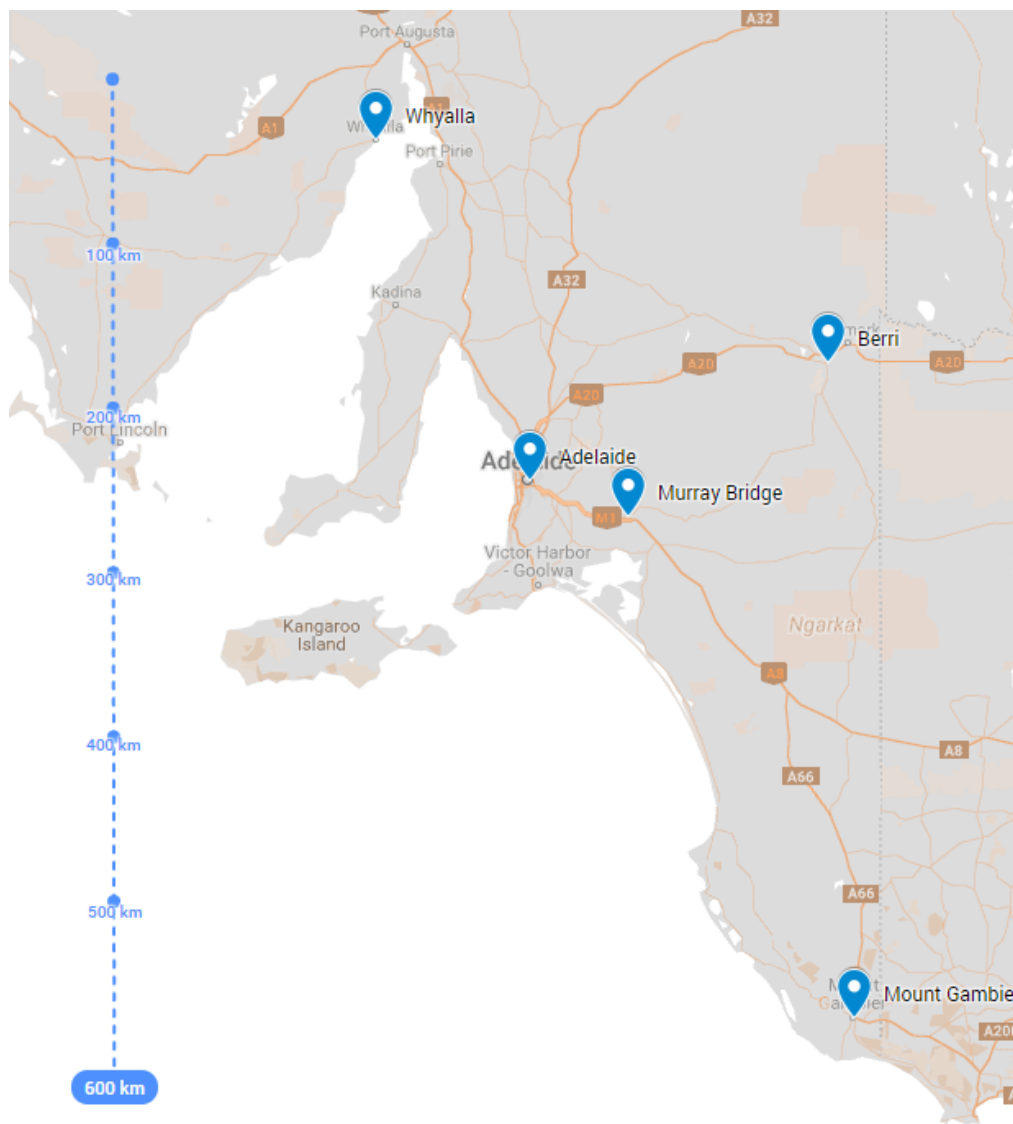 A32
Port Augusta
A1
Whyalla
A1
Port Pirie
100 km
A32
Kadina
Berri
A20
A20
A20
200 km
Port Lincoln
Adelaide
Murray Bridge
M1
Victor Harbor
- Goolwa
300 km
Kangaroo
Island
Ngarkat
A8
400 km
A8
A66
A66
500 km
Mount Gambie
A200
600 km